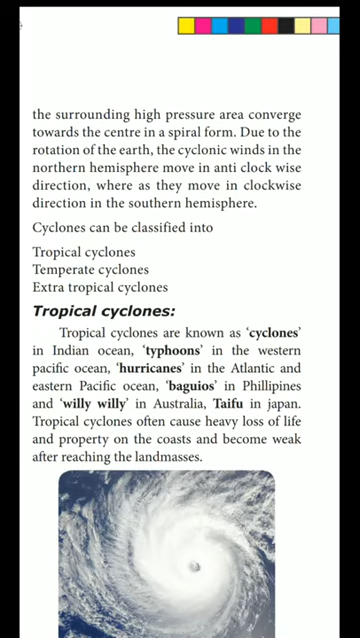 the surrounding high pressure area converge
towards the centre in a spiral form. Due to the
rotation of the earth, the cyclonic winds in the
northern hemisphere move in anti clock wise
direction, where as they move in clockwise
direction in the southern hemisphere.
Cyclones can be classified into
Tropical cyclones
Temperate cyclones
Extra tropical cyclones
Tropical cyclones:
Tropical cyclones are known as ‘cyclones’
in Indian ocean, ‘typhoons’ in the western
pacific ocean, ‘hurricanes’ in the Atlantic and
eastern Pacific ocean, ‘baguios’ in Phillipines
and ‘willy willy’ in Australia, Taifu in japan.
Tropical cyclones often cause heavy loss of life
and property on the coasts and become weak
after reaching the landmasses.